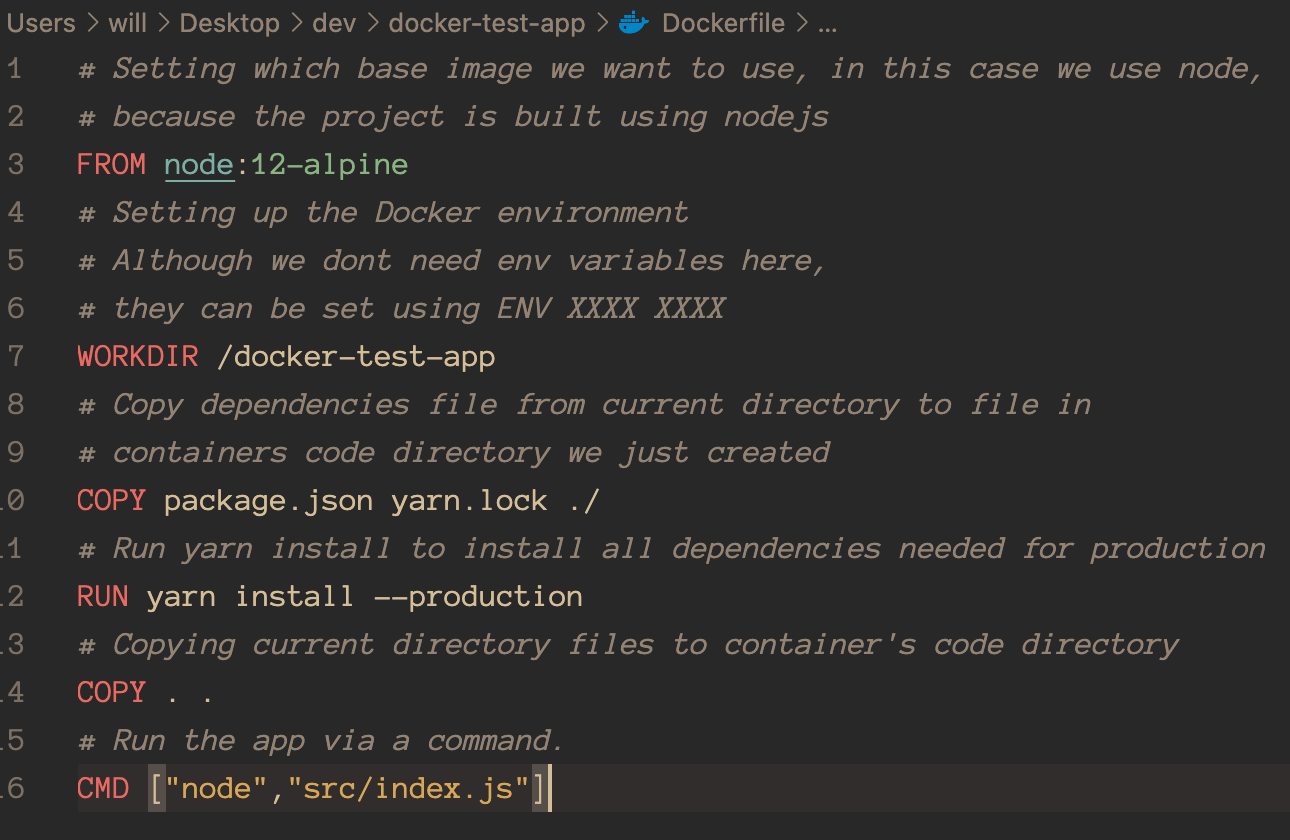 Users > will > Desktop > dev > docker-test-app > Dockerfile > ...
1 # Setting which base image we want to use, in this case we use node,
2 # because the project is built using nodejs
3 FROM node:12-alpine
4 # Setting up the Docker environment
5 # Although we dont need env variables here,
6 # they can be set using ENV XXXX XXXX
7 WORKDIR /docker-test-app
8 # Copy dependencies file from current directory to file in
9 # containers code directory we just created
10 COPY package.json yarn.lock ./
11 # Run yarn install to install all dependencies needed for production
12 RUN yarn install --production
13 # Copying current directory files to container's code directory
14 COPY . .
15 # Run the app via a command.
16 CMD ["node","src/index.js"]